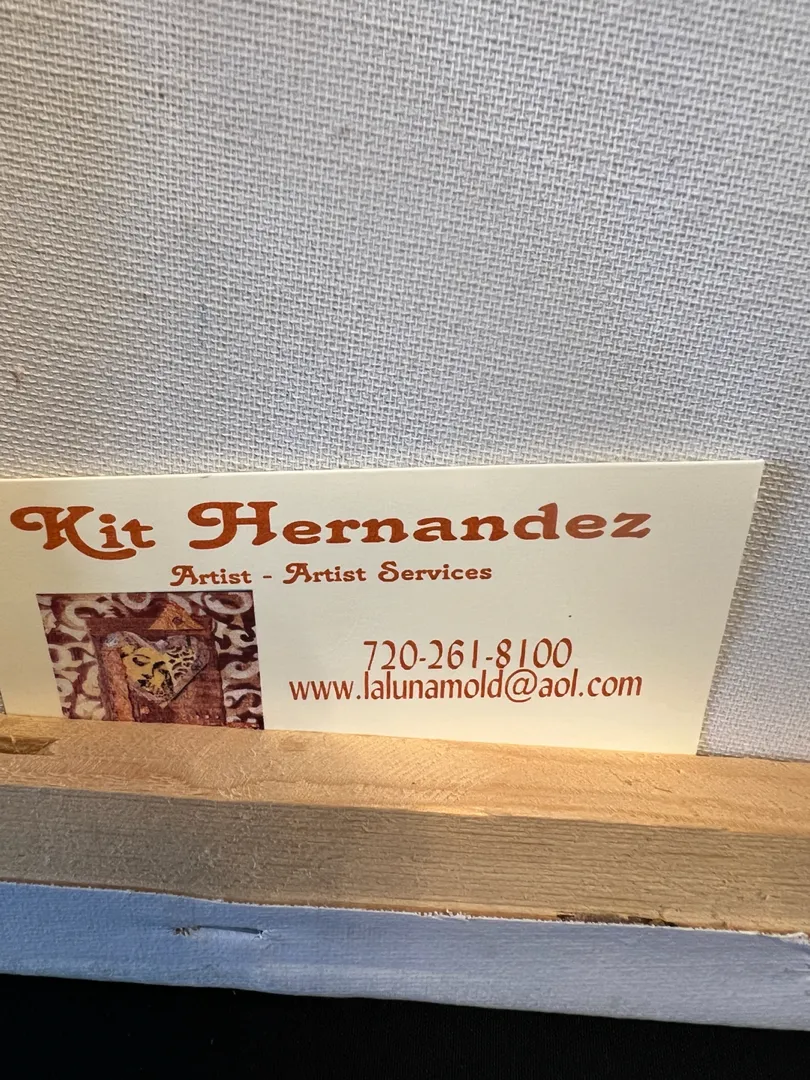 Kit Hernandez
Artist - Artist Services
720-261-8100
www.lalunamold@aol.com